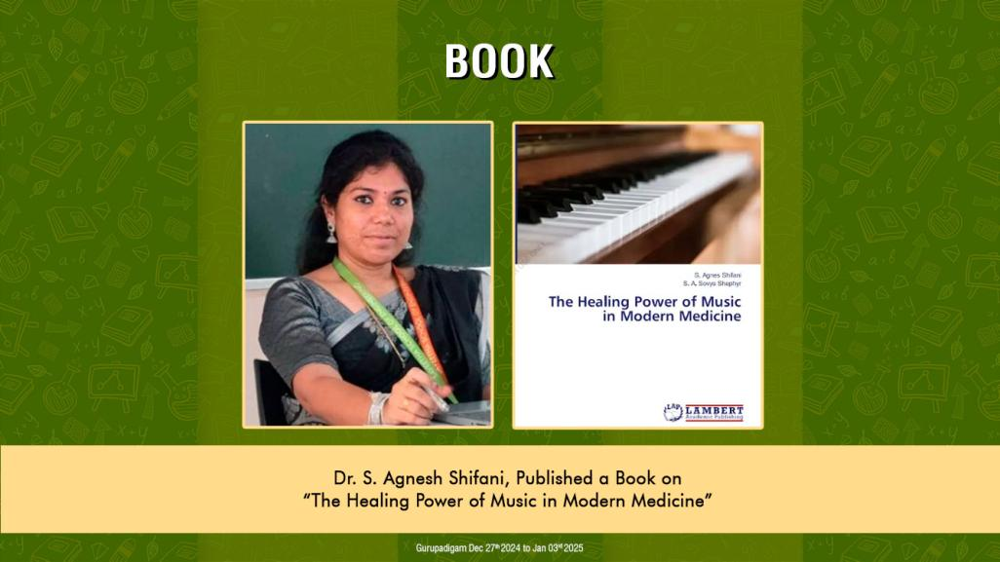 BOOK
S. Agnes Shifani
S. A. Sovya Shephyr
The Healing Power of Music
in Modern Medicine
LAP LAMBERT
Academic Publishing
Dr. S. Agnesh Shifani, Published a Book on
“The Healing Power of Music in Modern Medicine”
Gurupadigam Dec 27th 2024 to Jan 03rd 2025